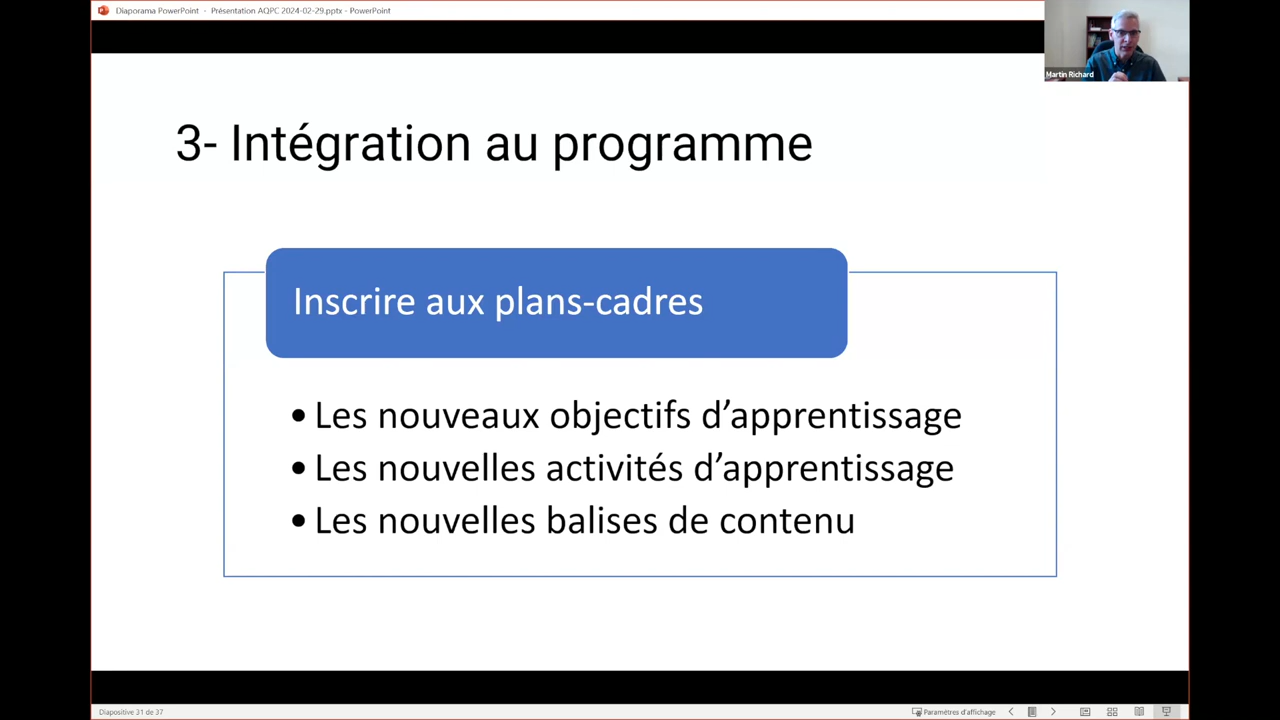 Diaporama PowerPoint - Présentation AQPC 2024-02-29.pptx - PowerPoint
Martin Richard
3- Intégration au programme
Inscrire aux plans-cadres
• Les nouveaux objectifs d’apprentissage
• Les nouvelles activités d’apprentissage
• Les nouvelles balises de contenu
Diapositive 31 de 37
Paramètres d'affichage